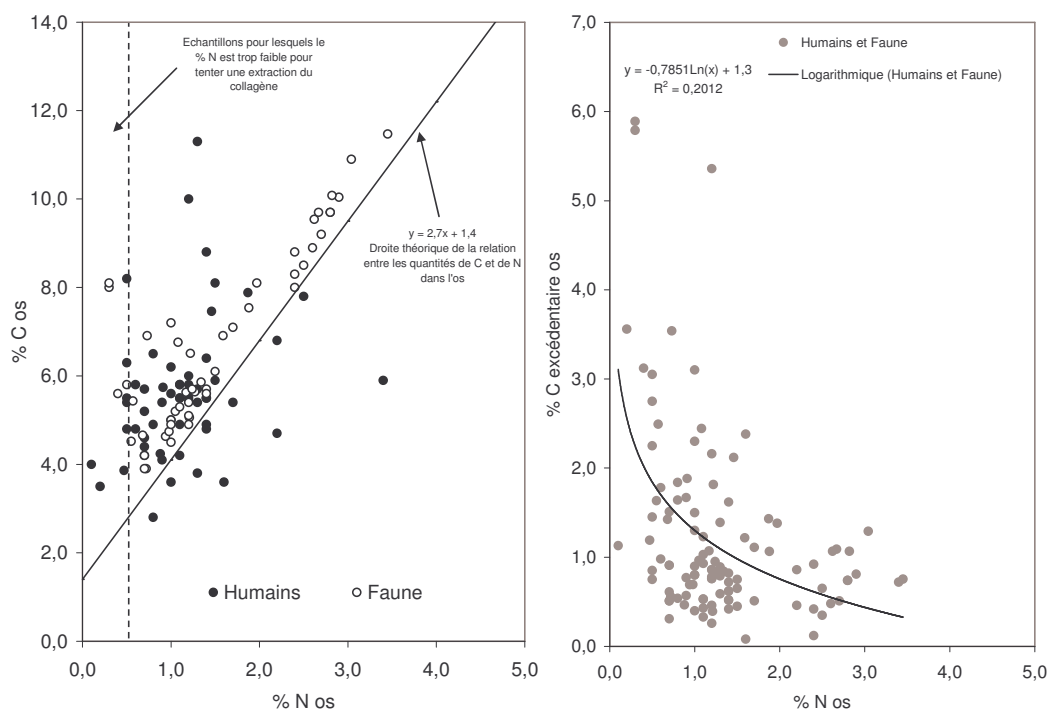 14,0
12,0
10,0
8,0
6,0
4,0
2,0
0,0
% C os
Echantillons pour lesquels le
% N est trop faible pour
tenter une extraction du
collagène
y = 2,7x + 1,4
Droite théorique de la relation
entre les quantités de C et de N
dans l'os
Humains
Faune
0,0 1,0 2,0 3,0 4,0 5,0
% N os
7,0
6,0
5,0
4,0
3,0
2,0
1,0
0,0
% C excédentaire os
Humains et Faune
Logarithmique (Humains et Faune)
y = -0,7851Ln(x) + 1,3
R² = 0,2012
0,0 1,0 2,0 3,0 4,0 5,0
% N os